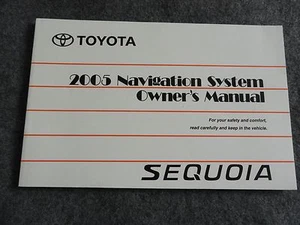 TOYOTA
2005 Navigation System
Owner's Manual
For your safety and comfort,
read carefully and keep in the vehicle.
SEQUOIA